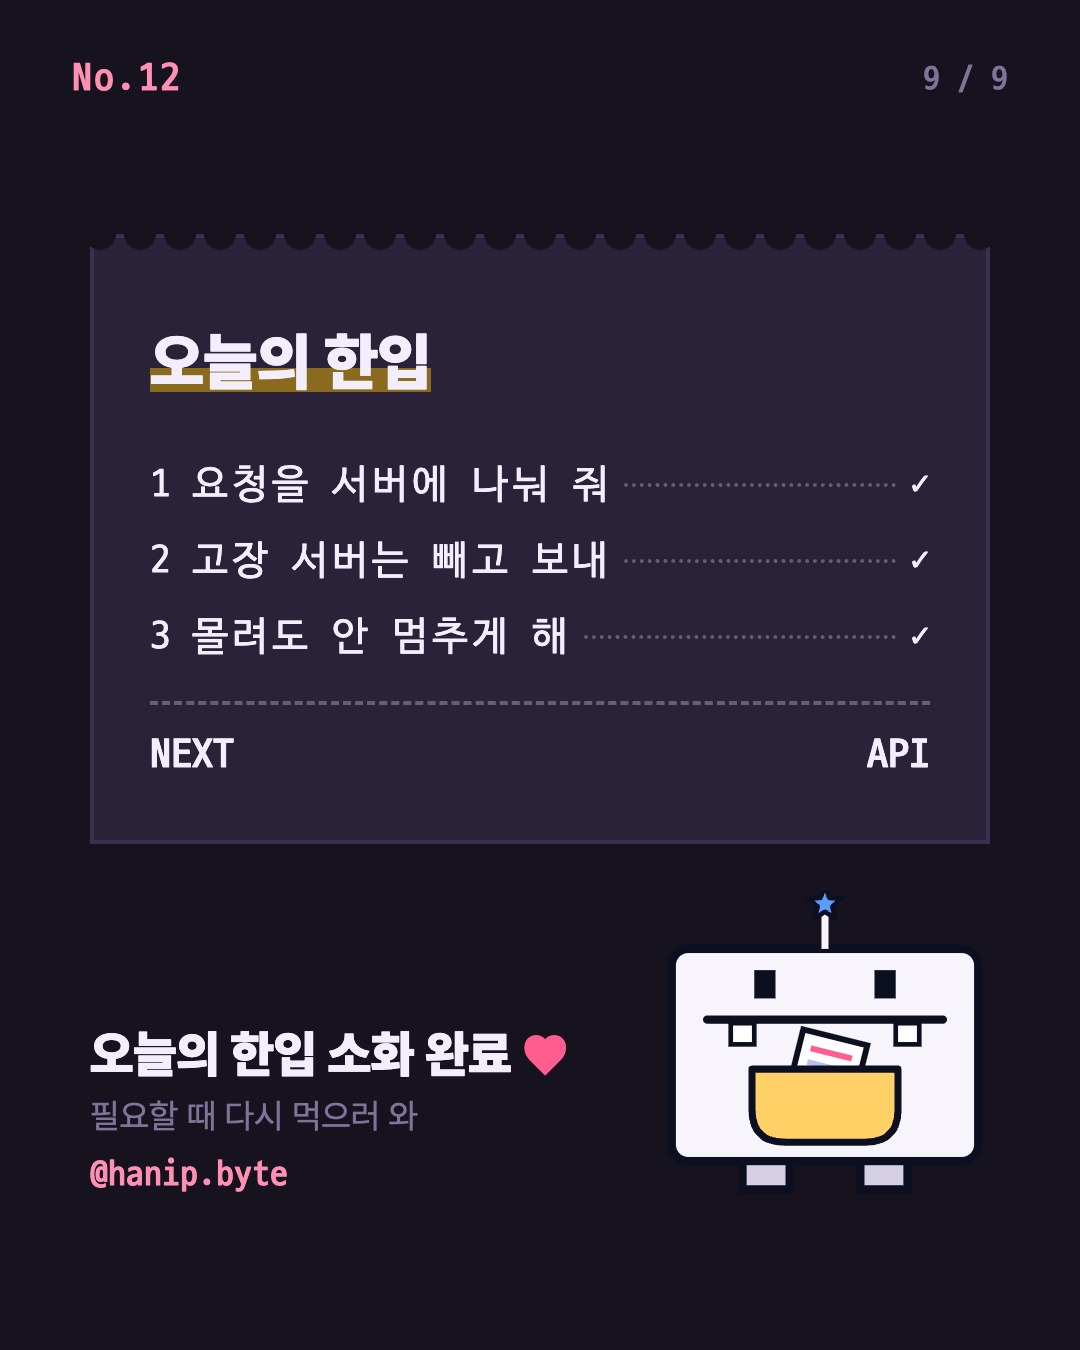 No.12
9 / 9
오늘의 한입
1 요청을 서버에 나눠 줘 ✓
2 고장 서버는 빼고 보내 ✓
3 몰려도 안 멈추게 해 ✓
NEXT API
오늘의 한입 소화 완료
필요할 때 다시 먹으러 와
@hanip.byte